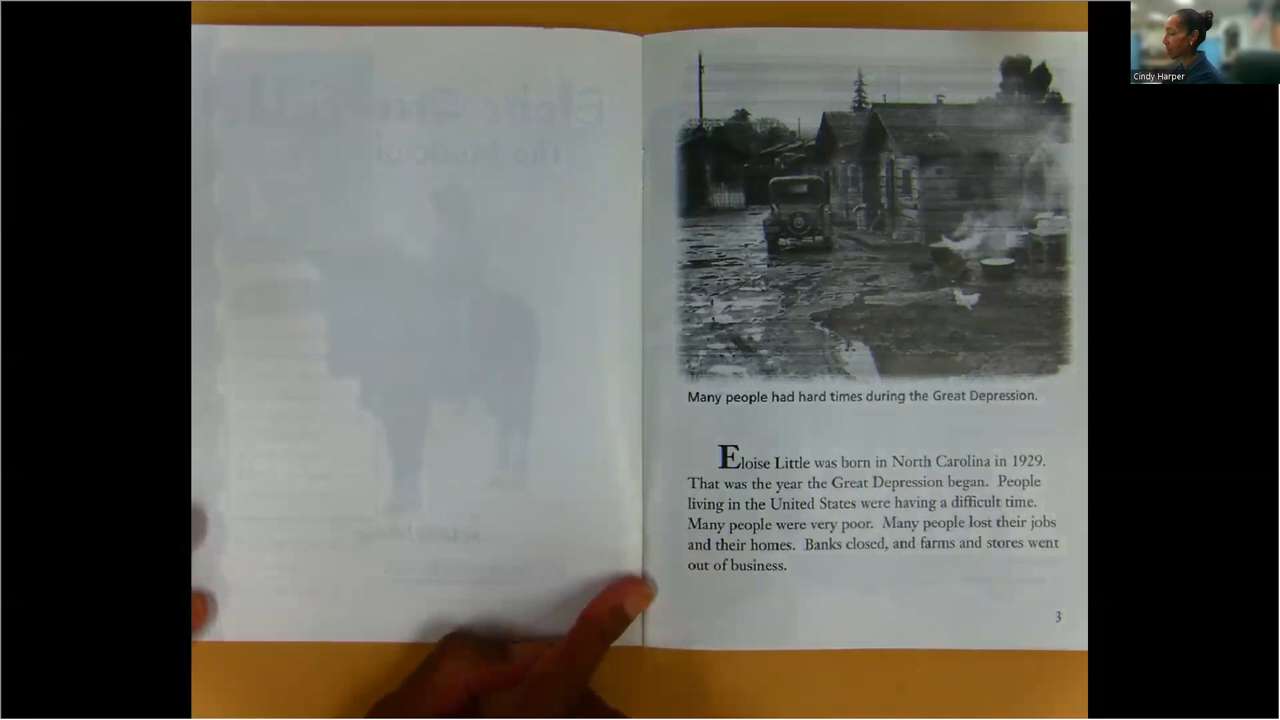 Cindy Harper
Many people had hard times during the Great Depression.
Eloise Little was born in North Carolina in 1929.
That was the year the Great Depression began. People
living in the United States were having a difficult time.
Many people were very poor. Many people lost their jobs
and their homes. Banks closed, and farms and stores went
out of business.
3